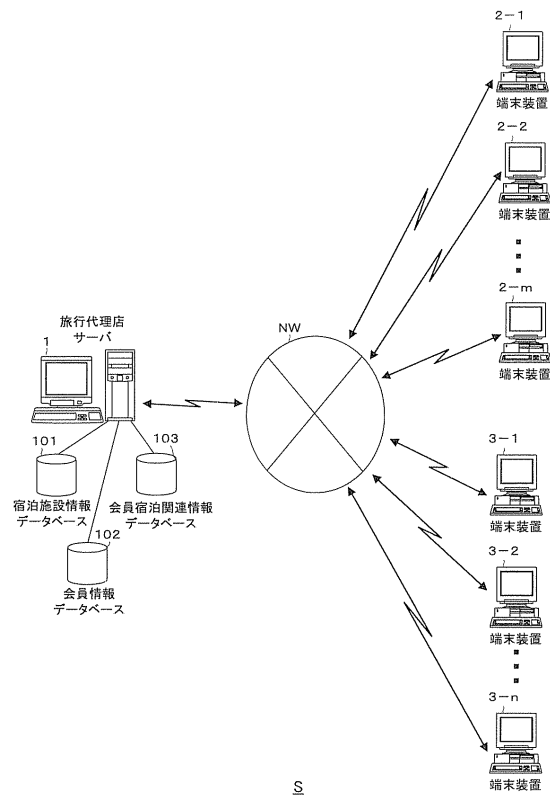 2-1
端末装置
2-2
端末装置
2-m
端末装置
旅行代理店
サーバ
1
NW
101
宿泊施設情報
データベース
103
会員宿泊関連情報
データベース
102
会員情報
データベース
3-1
端末装置
3-2
端末装置
3-n
端末装置
S